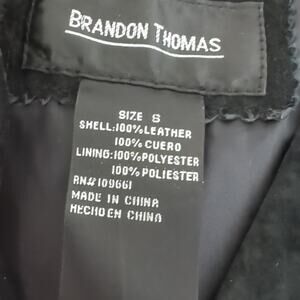 BRANDON THOMAS
SIZE S
SHELL:100%LEATHER
100% CUERO
LINING:100%POLYESTER
100% POLIESTER
RN#109661
MADE IN CHINA
HECHO EN CHINA